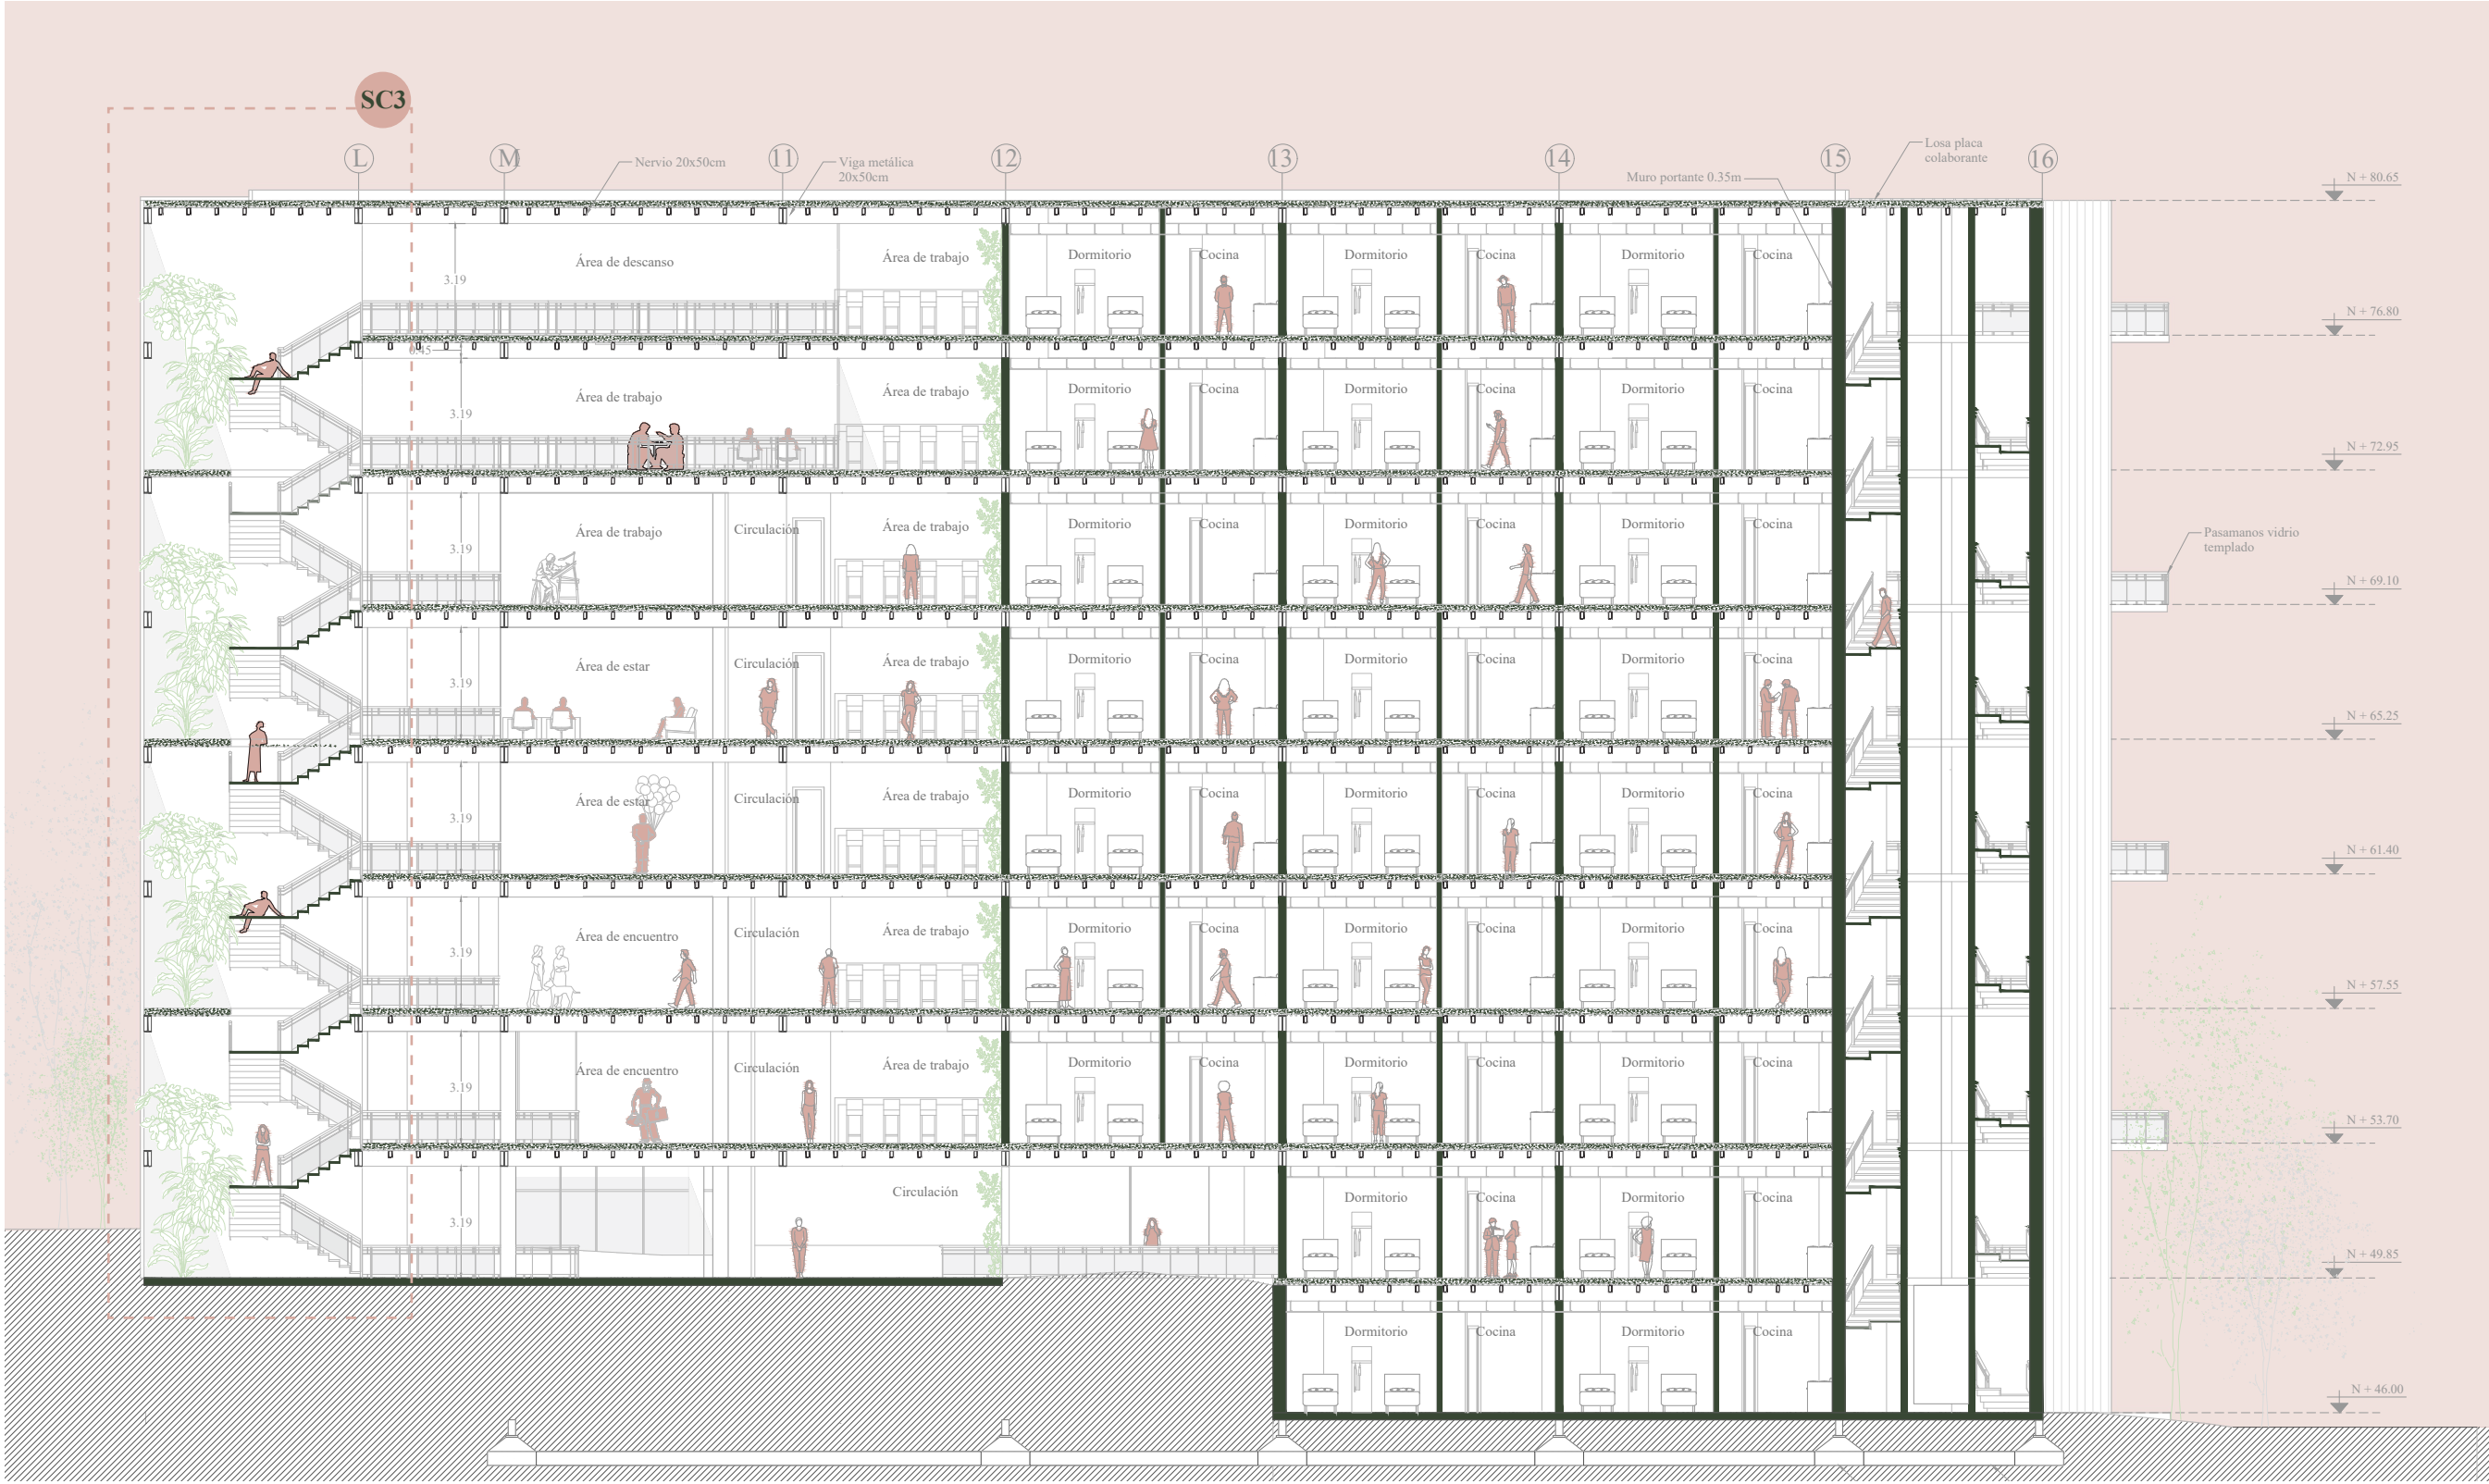 SC3
L
M
11
12
13
14
15
16
Nervio 20x50cm
Viga metálica
20x50cm
Muro portante 0.35m
Losa placa
colaborante
N + 80.65
Área de descanso
Área de trabajo
Dormitorio
Cocina
Dormitorio
Cocina
Dormitorio
Cocina
3.19
N + 76.80
0.45
Área de trabajo
Área de trabajo
Dormitorio
Cocina
Dormitorio
Cocina
Dormitorio
Cocina
3.19
N + 72.95
Área de trabajo
Circulación
Área de trabajo
Dormitorio
Cocina
Dormitorio
Cocina
Dormitorio
Cocina
3.19
Pasamanos vidrio
templado
N + 69.10
Área de estar
Circulación
Área de trabajo
Dormitorio
Cocina
Dormitorio
Cocina
Dormitorio
Cocina
3.19
N + 65.25
Área de estar
Circulación
Área de trabajo
Dormitorio
Cocina
Dormitorio
Cocina
Dormitorio
Cocina
3.19
N + 61.40
Área de encuentro
Circulación
Área de trabajo
Dormitorio
Cocina
Dormitorio
Cocina
Dormitorio
Cocina
3.19
N + 57.55
Área de encuentro
Circulación
Área de trabajo
Dormitorio
Cocina
Dormitorio
Cocina
Dormitorio
Cocina
3.19
N + 53.70
Circulación
Dormitorio
Cocina
Dormitorio
Cocina
3.19
N + 49.85
Dormitorio
Cocina
Dormitorio
Cocina
N + 46.00